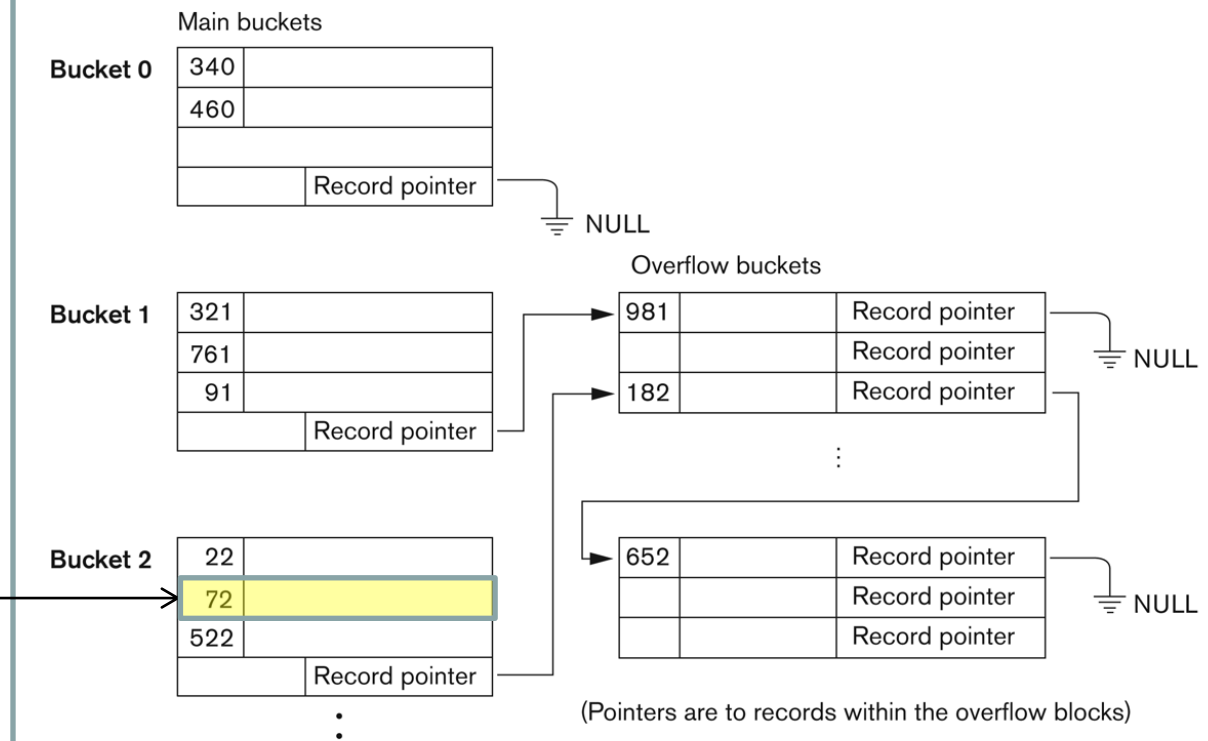 Main buckets
Bucket 0
340
460
Record pointer
NULL
Overflow buckets
Bucket 1
321
761
91
Record pointer
981 Record pointer
Record pointer
182 Record pointer
NULL
Bucket 2
22
72
522
Record pointer
652 Record pointer
Record pointer
Record pointer
NULL
(Pointers are to records within the overflow blocks)